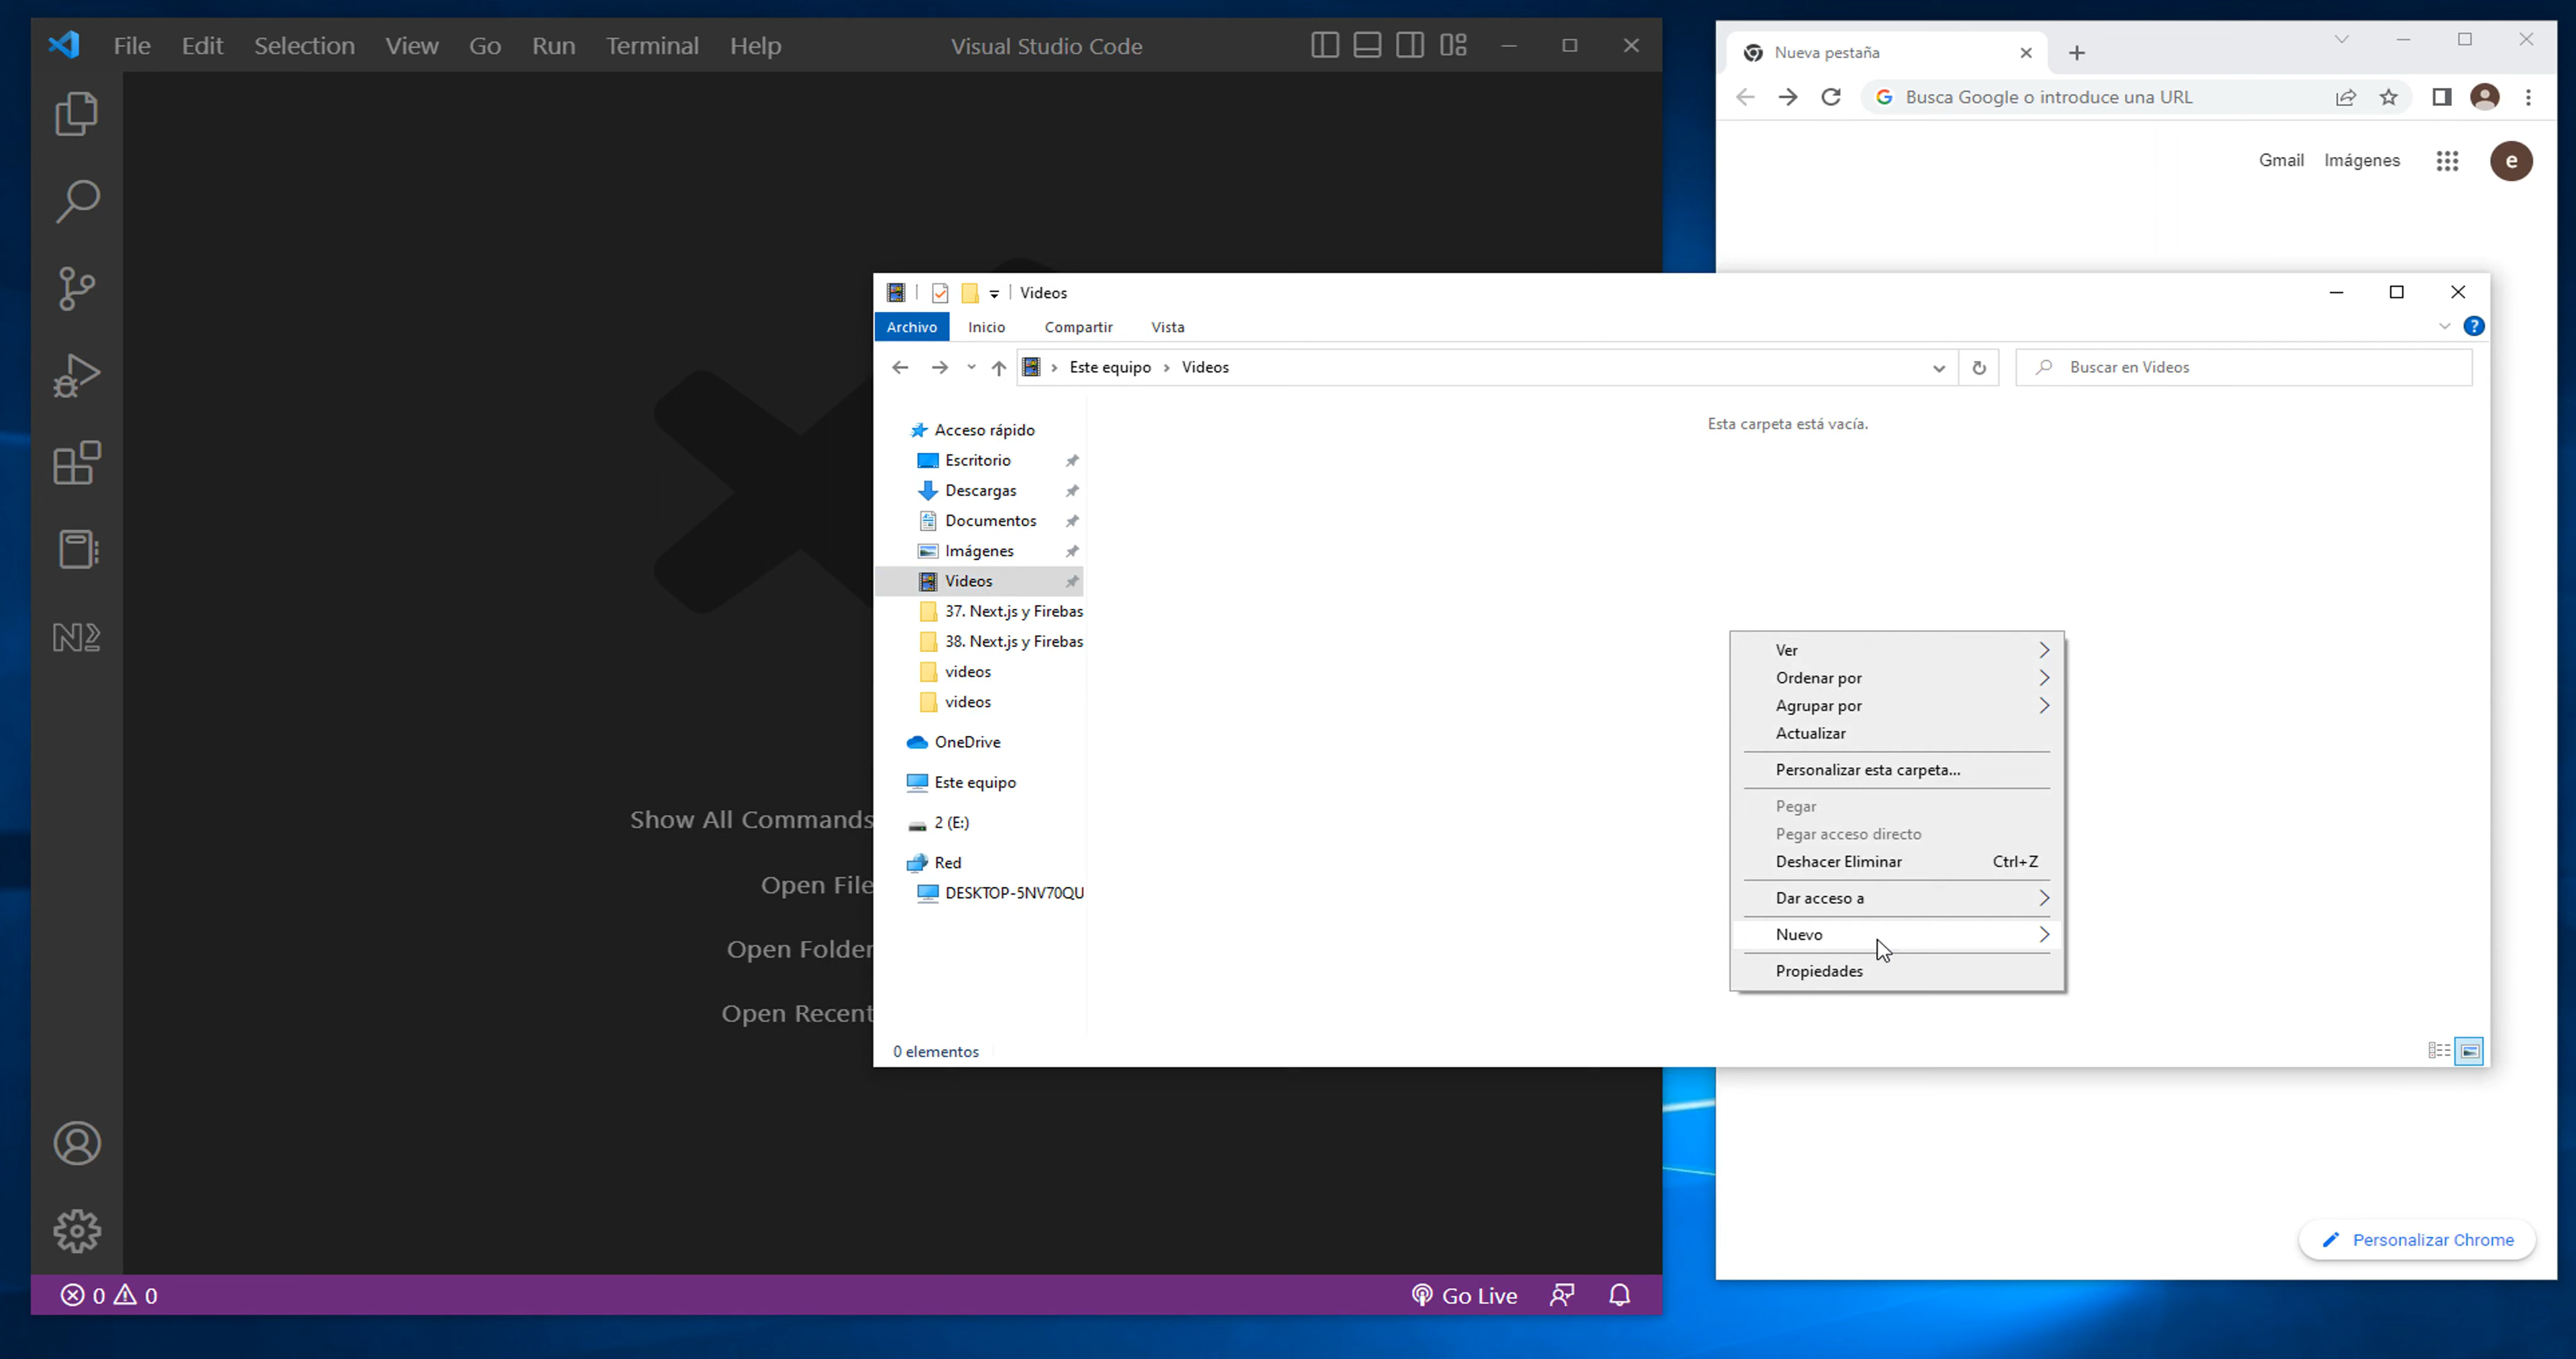 File Edit Selection View Go Run Terminal Help
Visual Studio Code
Show All Commands
Open File
Open Folder
Open Recent
0 0
Go Live
Nueva pestaña
Busca Google o introduce una URL
Gmail Imágenes
e
Personalizar Chrome
Videos
Archivo Inicio Compartir Vista
Este equipo Videos
Buscar en Videos
Esta carpeta está vacía.
Acceso rápido
Escritorio
Descargas
Documentos
Imágenes
Videos
37. Next.js y Firebas
38. Next.js y Firebas
videos
videos
OneDrive
Este equipo
2 (E:)
Red
DESKTOP-5NV70QU
0 elementos
Ver
Ordenar por
Agrupar por
Actualizar
Personalizar esta carpeta...
Pegar
Pegar acceso directo
Deshacer Eliminar Ctrl+Z
Dar acceso a
Nuevo
Propiedades